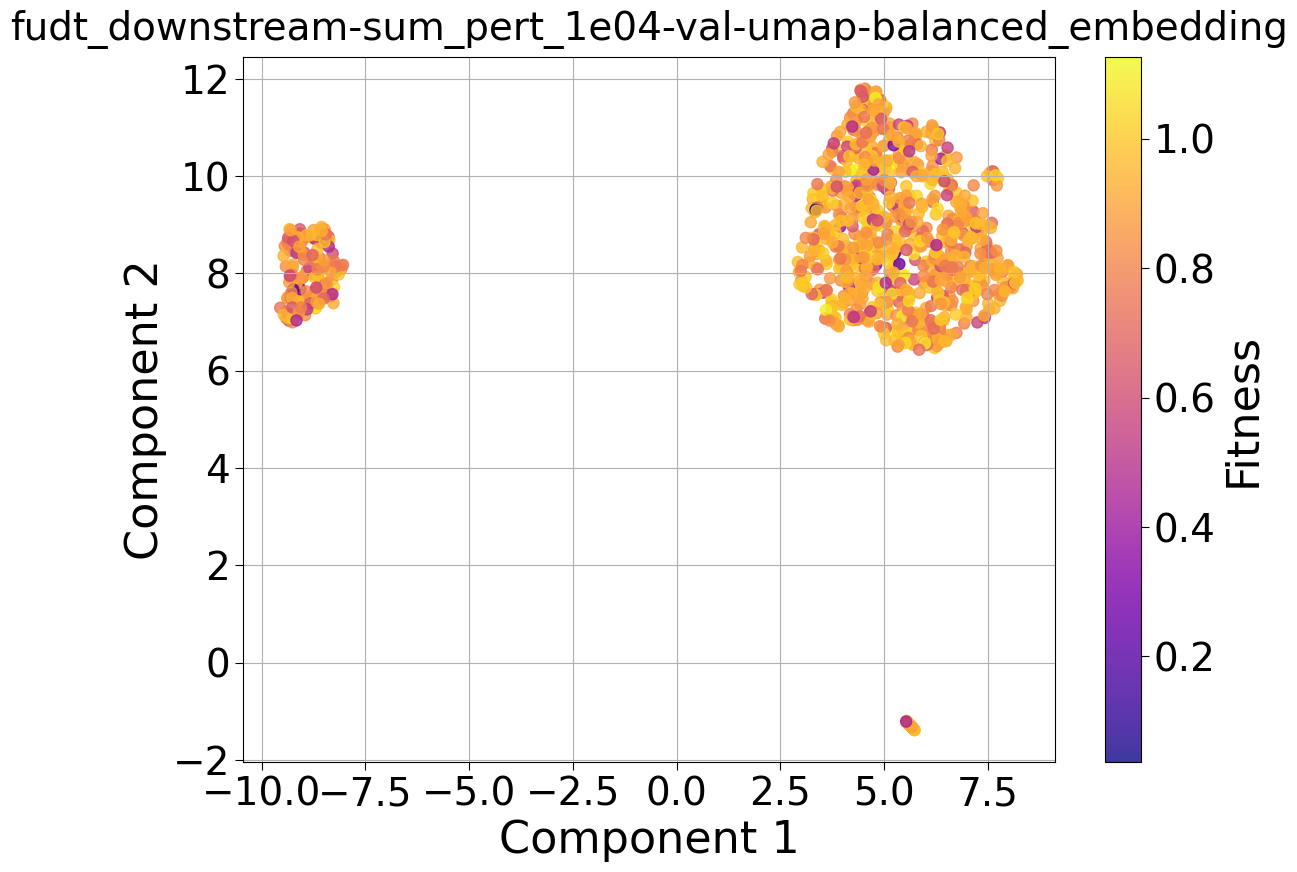 fudt_downstream-sum_pert_1e04-val-umap-balanced_embedding
12
10
8
6
4
2
0
−2
Component 2
−10.0 −7.5 −5.0 −2.5 0.0 2.5 5.0 7.5
Component 1
1.0
0.8
0.6
0.4
0.2
Fitness